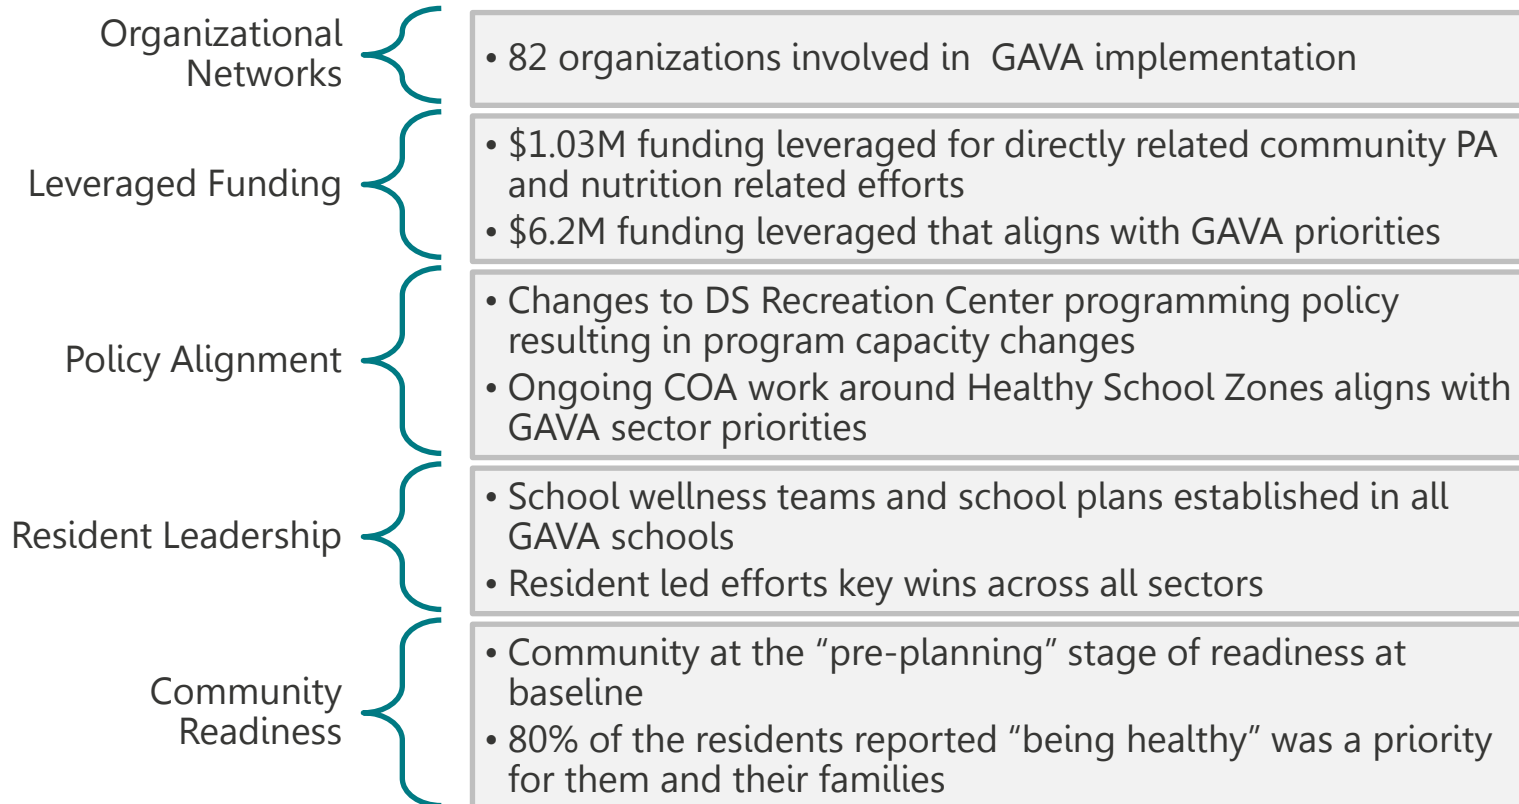 Organizational
Networks
• 82 organizations involved in GAVA implementation
Leveraged Funding
• $1.03M funding leveraged for directly related community PA
and nutrition related efforts
• $6.2M funding leveraged that aligns with GAVA priorities
Policy Alignment
• Changes to DS Recreation Center programming policy
resulting in program capacity changes
• Ongoing COA work around Healthy School Zones aligns with
GAVA sector priorities
Resident Leadership
• School wellness teams and school plans established in all
GAVA schools
• Resident led efforts key wins across all sectors
Community
Readiness
• Community at the “pre-planning” stage of readiness at
baseline
• 80% of the residents reported “being healthy” was a priority
for them and their families